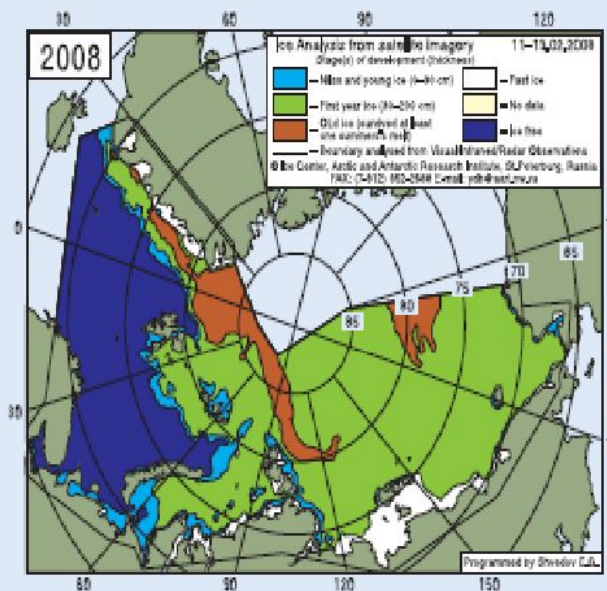 30
60
90
120
2008
Ice Analysis from satellite Imagery 11-13.02.2008
Stage(s) of development (thickness)
– Nilas and young ice (0–30 cm) – Fast ice
– First year ice (30–200 cm) – No data
– Old ice (survived at least
one summer's melt) – Ice free
– Boundary analysed from Visual/Infrared/Radar Observations
© Ice Center, Arctic and Antarctic Research Institute, St.Petersburg, Russia
FAX: E-mail:
0
65
70
75
80
85
30
Programmed by
60
90
120
150